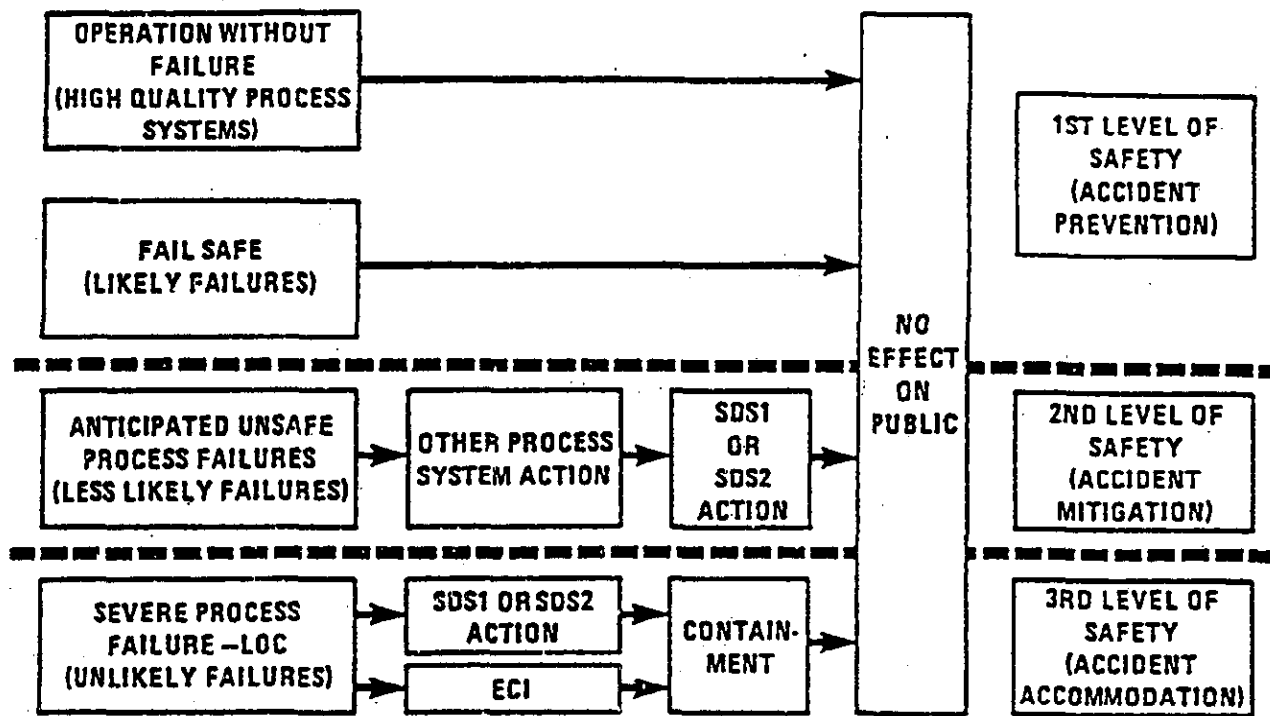 OPERATION WITHOUT
FAILURE
(HIGH QUALITY PROCESS
SYSTEMS)
1ST LEVEL OF
SAFETY
(ACCIDENT
PREVENTION)
FAIL SAFE
(LIKELY FAILURES)
NO
EFFECT
ON
PUBLIC
ANTICIPATED UNSAFE
PROCESS FAILURES
(LESS LIKELY FAILURES)
OTHER PROCESS
SYSTEM ACTION
SDS1
OR
SDS2
ACTION
2ND LEVEL OF
SAFETY
(ACCIDENT
MITIGATION)
SEVERE PROCESS
FAILURE –LOC
(UNLIKELY FAILURES)
SDS1 OR SDS2
ACTION
ECI
CONTAIN-
MENT
3RD LEVEL OF
SAFETY
(ACCIDENT
ACCOMMODATION)